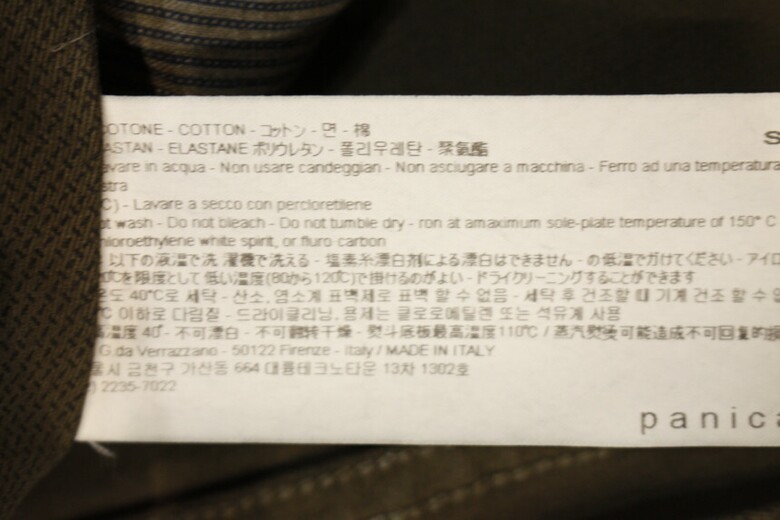 COTONE - COTTON - コットン - 면 - 棉
ASTAN - ELASTANE ポリウレタン - 폴리우레탄 - 聚氨酯
s
avare in acqua - Non usare candeggian - Non asciugare a macchina - Ferro ad una temperatura
stra
C) - Lavare a secco con percloretilene
wash - Do not bleach - Do not tumble dry - ron at amaximum sole-plate temperature of 150° C
hloroethylene white spirit, or fluro carbon
以下の液温で洗 濯機で洗える - 塩素系漂白剤による漂白はできません - の低温でがけてください - アイロ
を限度として 低い温度(80から120℃)で掛けるのがよい - ドライクリーニングすることができます
온도 40℃로 세탁 - 산소, 염소계 표백제로 표백 할 수 없음 - 세탁 후 건조할 때 기계 건조 할 수
℃ 이하로 다림질 - 드라이클리닝, 용제는 클로로에틸렌 또는 석유계 사용
高温度 40° - 不可漂白 - 不可翻转干燥 - 熨斗底板最高温度110℃ / 蒸汽熨烫可能造成不可回复的
G.da Verrazzano - 50122 Firenze - Italy / MADE IN ITALY
시 금천구 가산동 664 대륭테크노타운 13차 1302호
) 2235-7022
panica